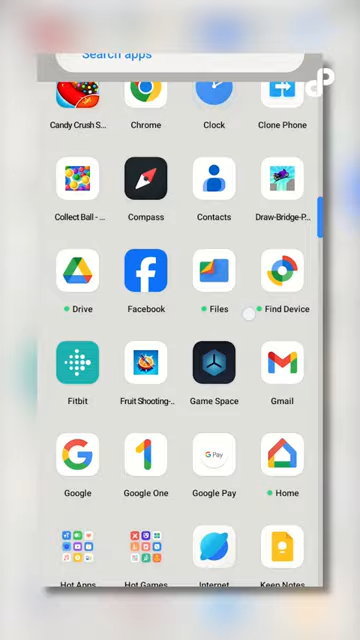 Search apps
Candy Crush S...
Chrome
Clock
Clone Phone
Collect Ball - ...
Compass
Contacts
Draw-Bridge-P...
Drive
Facebook
Files
Find Device
Fitbit
Fruit Shooting-..
Game Space
Gmail
Google
Google One
G Pay
Google Pay
Home
Hot Apps
Hot Games
Internet
Keep Notes